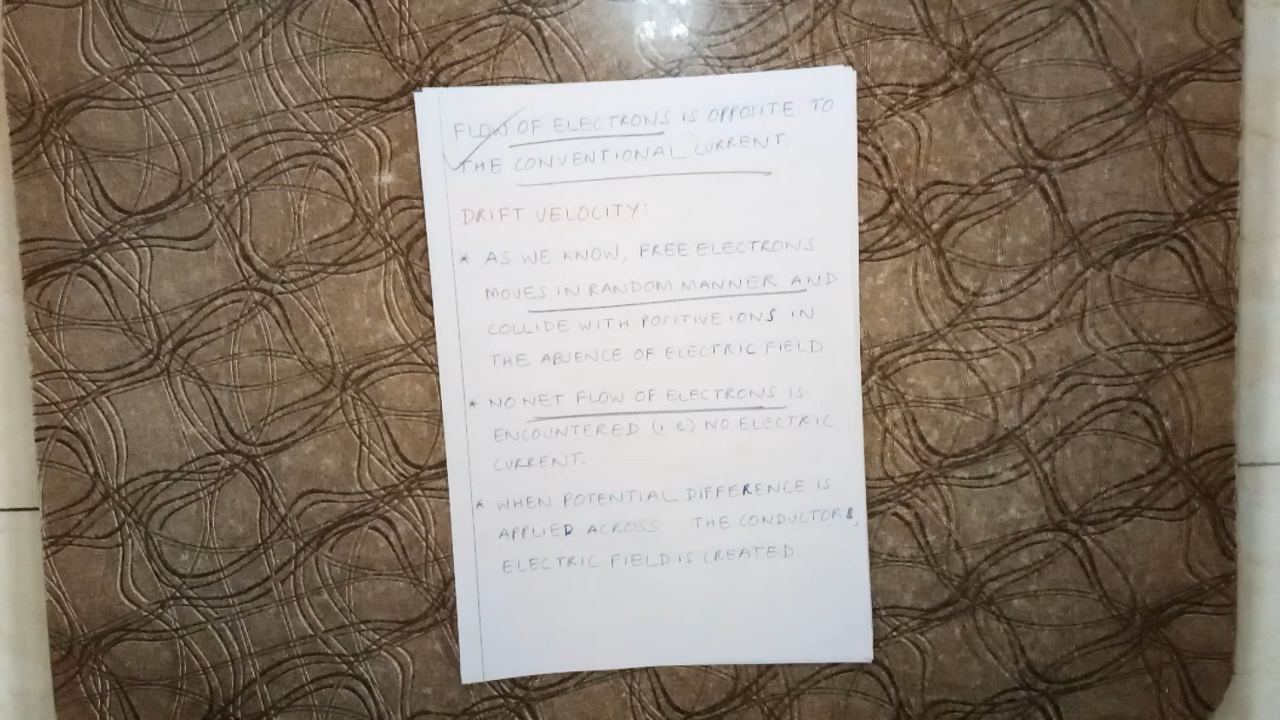 FLOW OF ELECTRONS IS OPPOSITE TO
THE CONVENTIONAL CURRENT.
DRIFT VELOCITY:
* AS WE KNOW, FREE ELECTRONS
MOVES IN RANDOM MANNER AND
COLLIDE WITH POSITIVE IONS IN
THE ABSENCE OF ELECTRIC FIELD
* NO NET FLOW OF ELECTRONS IS
ENCOUNTERED (i e) NO ELECTRIC
CURRENT.
* WHEN POTENTIAL DIFFERENCE IS
APPLIED ACROSS THE CONDUCTORS,
ELECTRIC FIELD IS CREATED